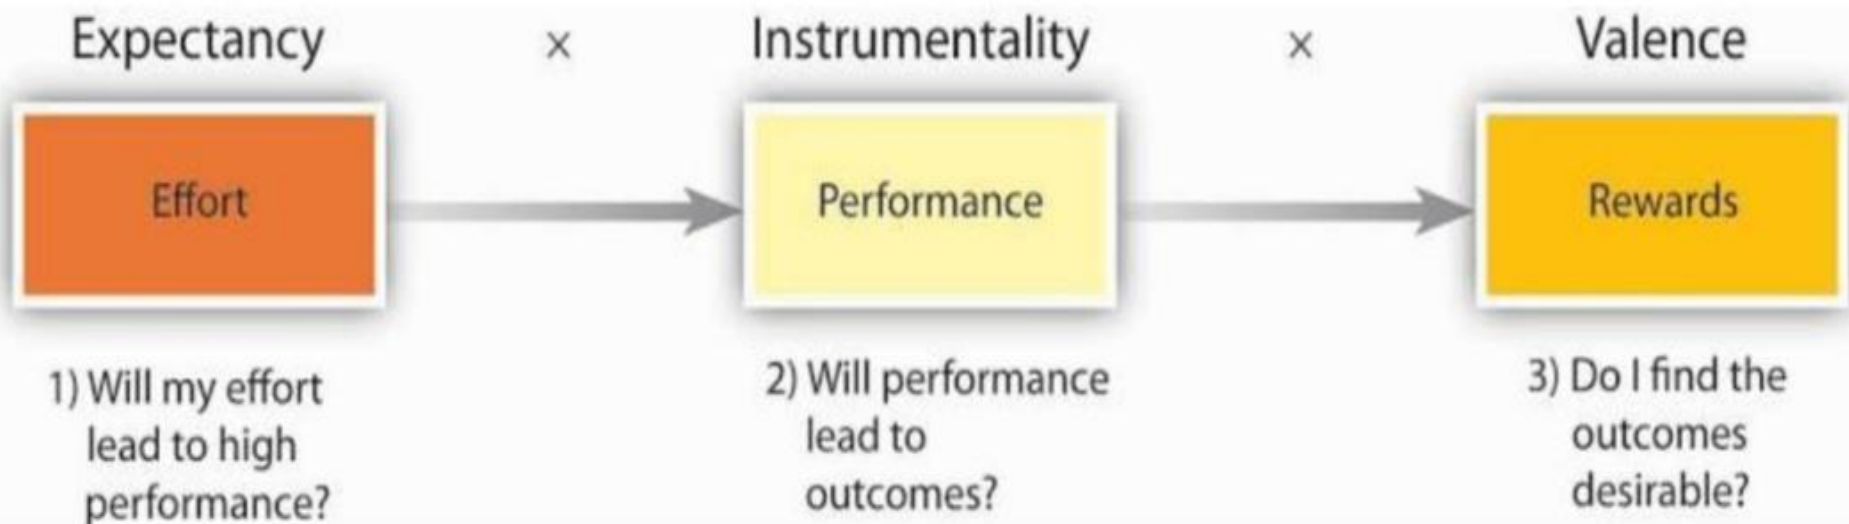 Expectancy x Instrumentality x Valence
Effort Performance Rewards
1) Will my effort
lead to high
performance?
2) Will performance
lead to
outcomes?
3) Do I find the
outcomes
desirable?